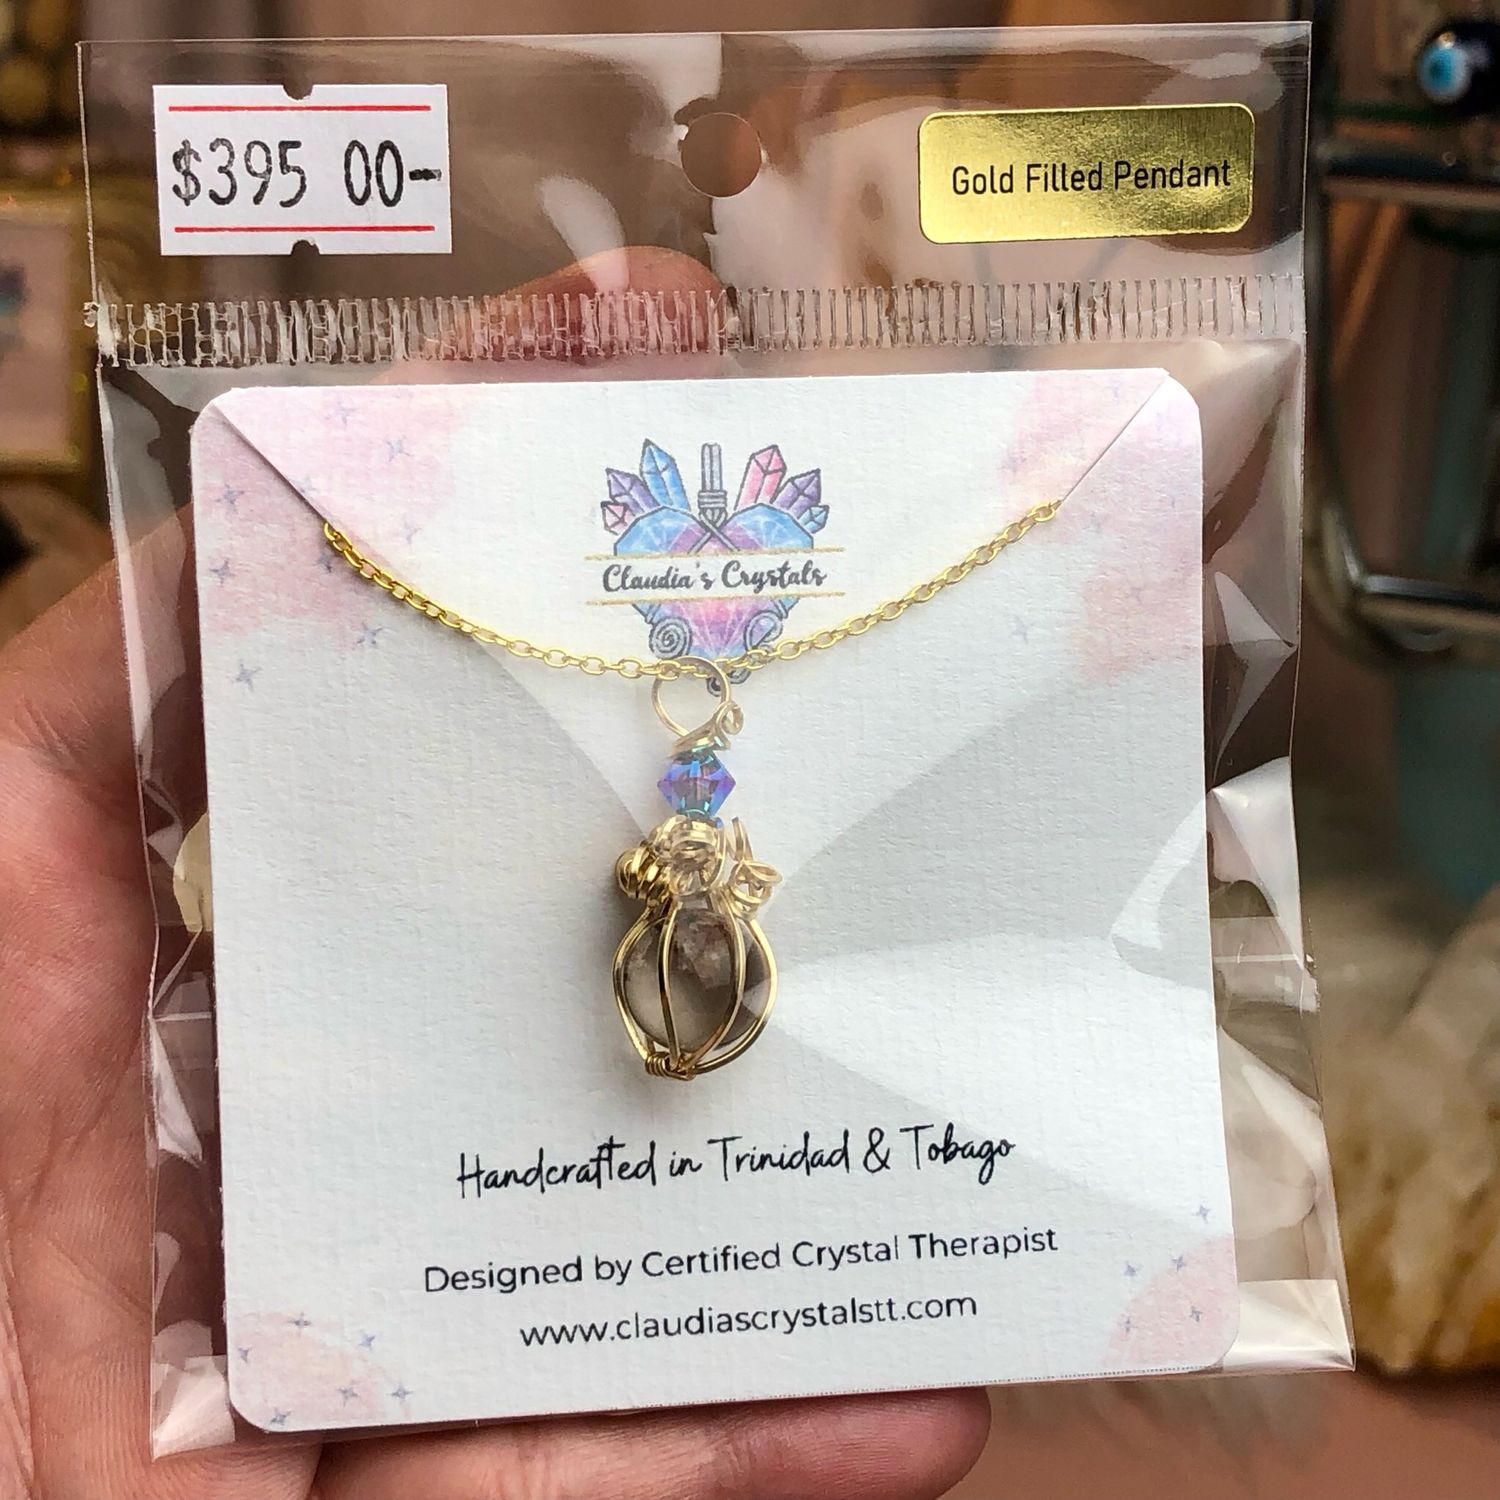 $395 00-
Gold Filled Pendant
Claudia's Crystals
Handcrafted in Trinidad & Tobago
Designed by Certified Crystal Therapist
www.claudiascrystalstt.com